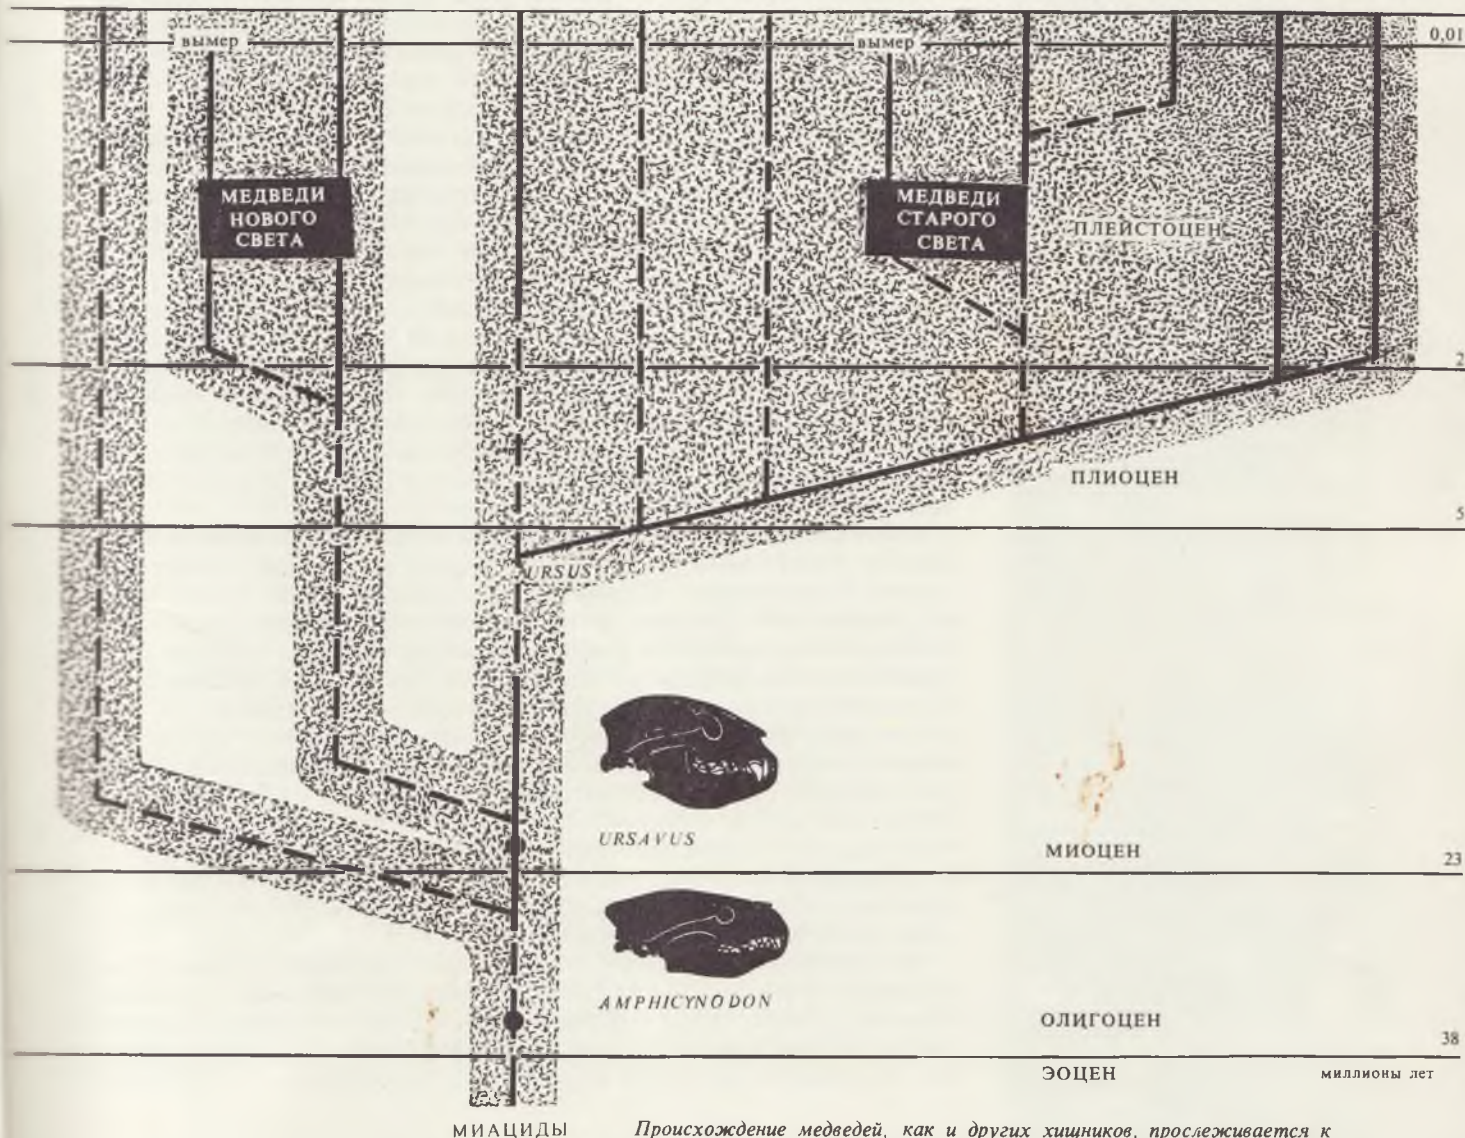 0,01
вымер
вымер
МЕДВЕДИ
НОВОГО
СВЕТА
МЕДВЕДИ
СТАРОГО
СВЕТА
ПЛЕЙСТОЦЕН
2
ПЛИОЦЕН
5
URSUS
URSAVUS
МИОЦЕН
23
AMPHICYNODON
ОЛИГОЦЕН
38
ЭОЦЕН
миллионы лет
МИАЦИДЫ
Происхождение медведей, как и других хищников, прослеживается к